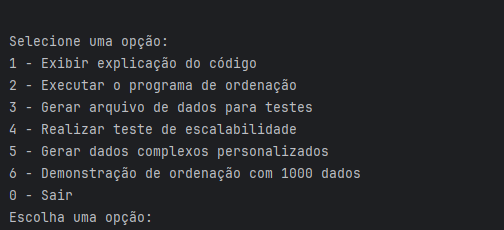 Selecione uma opção:
1 - Exibir explicação do código
2 - Executar o programa de ordenação
3 - Gerar arquivo de dados para testes
4 - Realizar teste de escalabilidade
5 - Gerar dados complexos personalizados
6 - Demonstração de ordenação com 1000 dados
0 - Sair
Escolha uma opção: